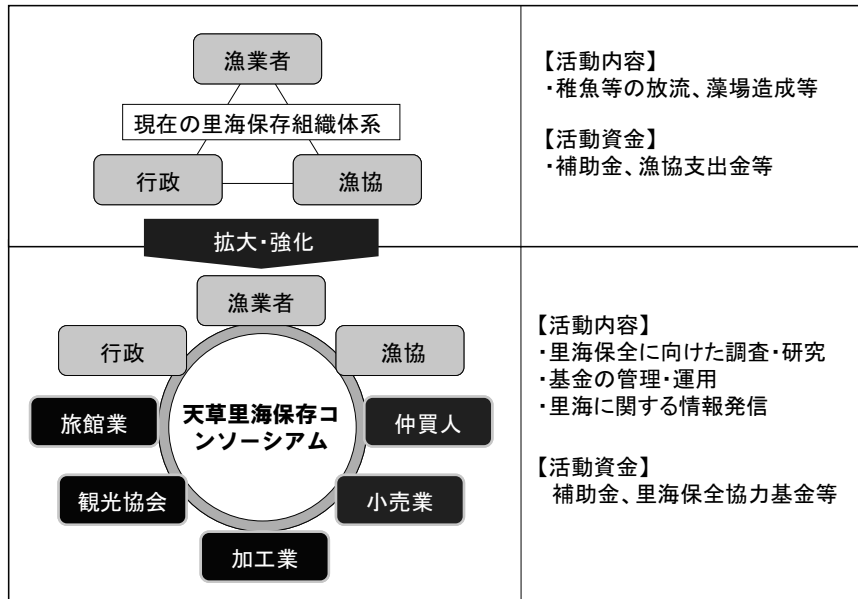 漁業者
現在の里海保存組織体系
行政
漁協
【活動内容】
・稚魚等の放流、藻場造成等
【活動資金】
・補助金、漁協支出金等
拡大・強化
漁業者
行政
漁協
旅館業
天草里海保存コ
ンソーシアム
仲買人
観光協会
小売業
加工業
【活動内容】
・里海保全に向けた調査・研究
・基金の管理・運用
・里海に関する情報発信
【活動資金】
補助金、里海保全協力基金等